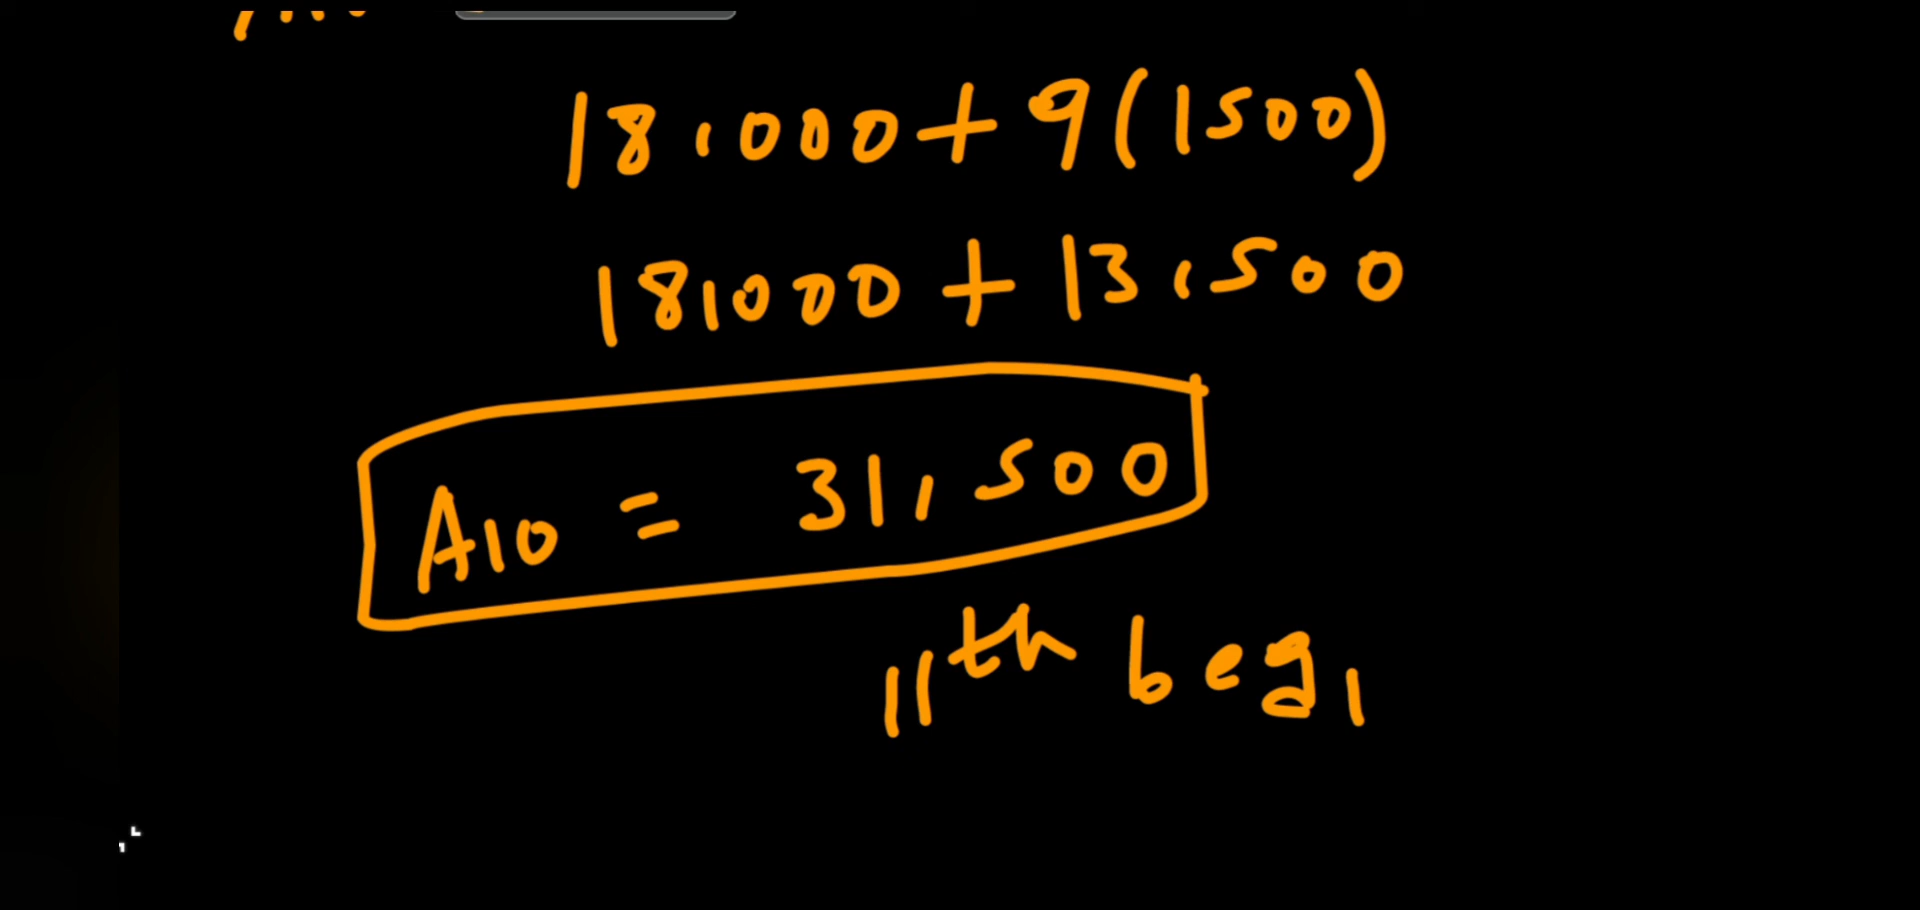 18,000+9(1500)
18,000+13,500
A10 = 31,500
11th beg,